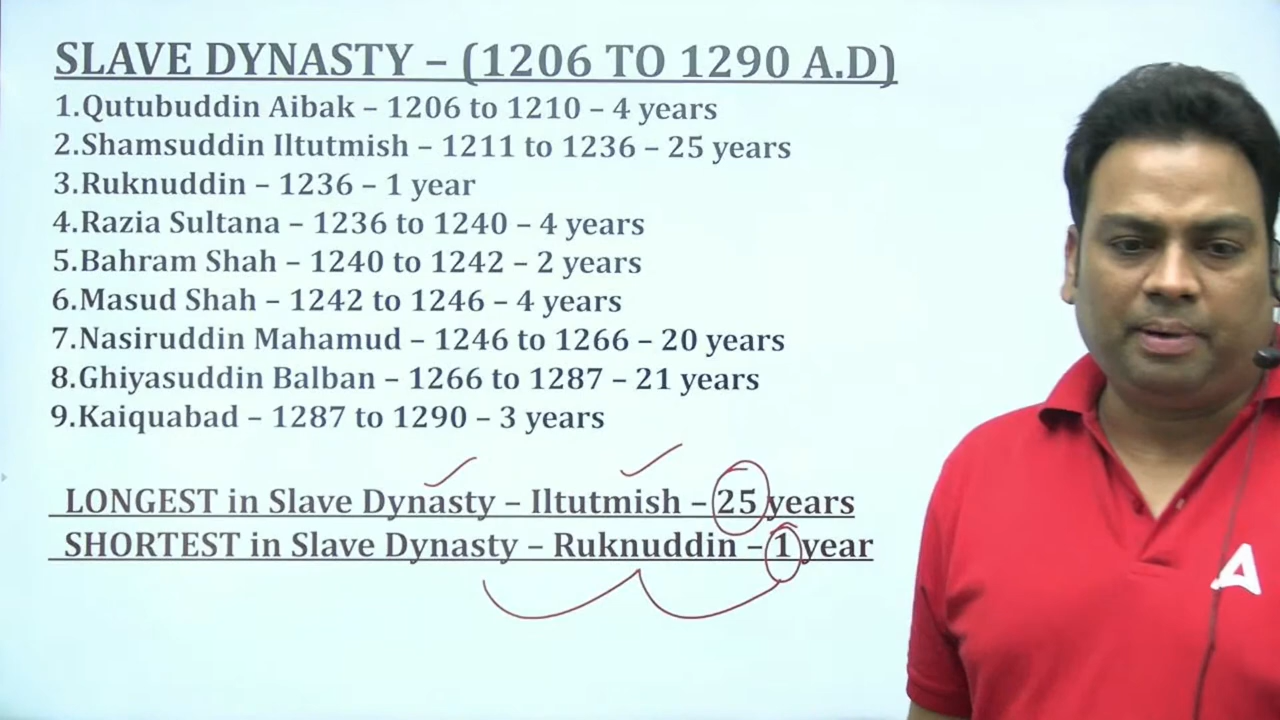 SLAVE DYNASTY – (1206 TO 1290 A.D)
1.Qutubuddin Aibak – 1206 to 1210 – 4 years
2.Shamsuddin Iltutmish – 1211 to 1236 – 25 years
3.Ruknuddin – 1236 – 1 year
4.Razia Sultana – 1236 to 1240 – 4 years
5.Bahram Shah – 1240 to 1242 – 2 years
6.Masud Shah – 1242 to 1246 – 4 years
7.Nasiruddin Mahamud – 1246 to 1266 – 20 years
8.Ghiyasuddin Balban – 1266 to 1287 – 21 years
9.Kaiquabad – 1287 to 1290 – 3 years
LONGEST in Slave Dynasty – Iltutmish – 25 years
SHORTEST in Slave Dynasty – Ruknuddin – 1 year